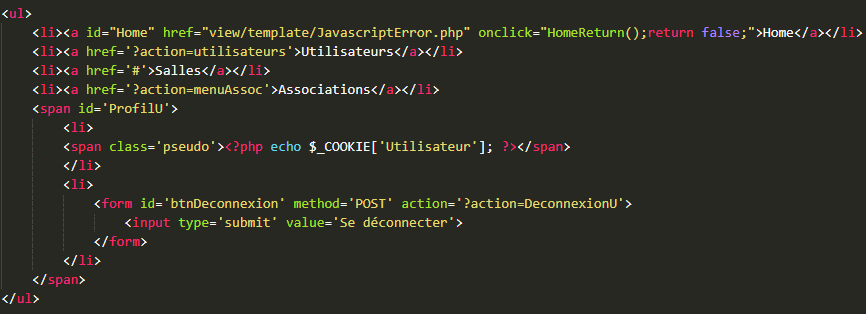 <ul>
<li><a id="Home" href="view/template/JavascriptError.php" onclick="HomeReturn();return false;">Home</a></li>
<li><a href='?action=utilisateurs'>Utilisateurs</a></li>
<li><a href='#'>Salles</a></li>
<li><a href='?action=menuAssoc'>Associations</a></li>
<span id='ProfilU'>
<li>
<span class='pseudo'><?php echo $_COOKIE['Utilisateur']; ?></span>
</li>
<li>
<form id='btnDeconnexion' method='POST' action='?action=DeconnexionU'>
<input type='submit' value='Se déconnecter'>
</form>
</li>
</span>
</ul>